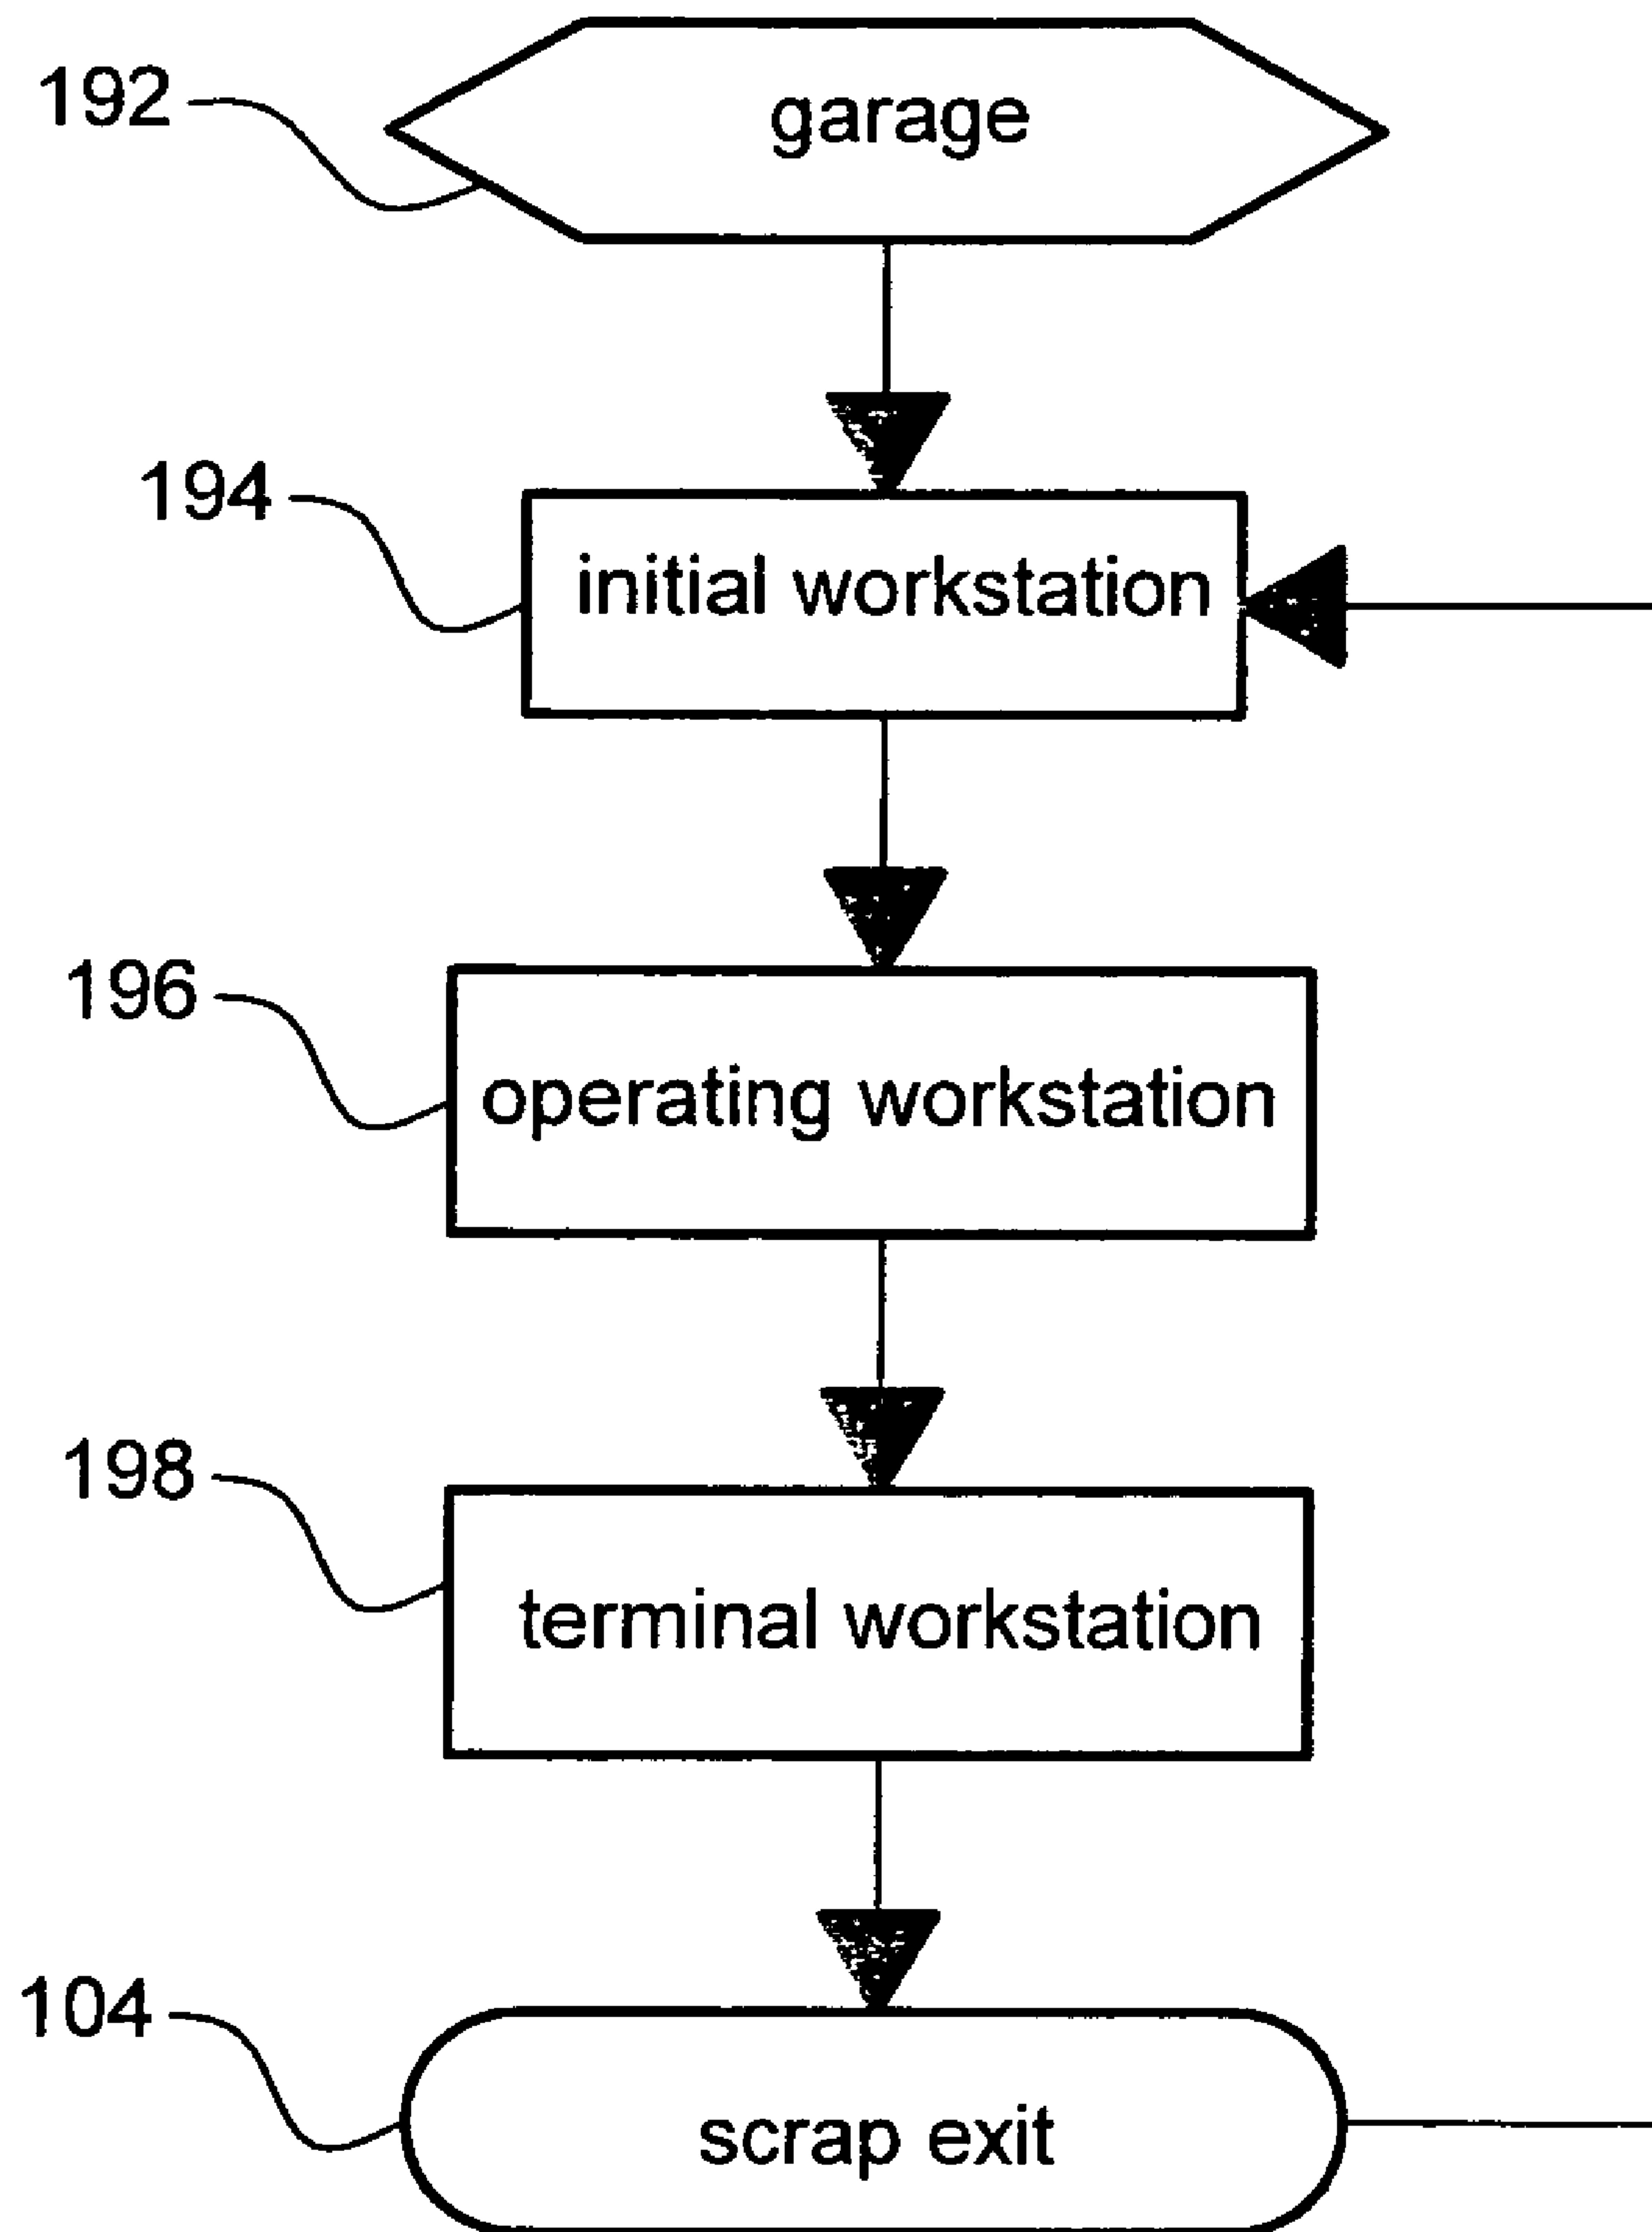 192
garage
194
initial workstation
196
operating workstation
198
terminal workstation
104
scrap exit